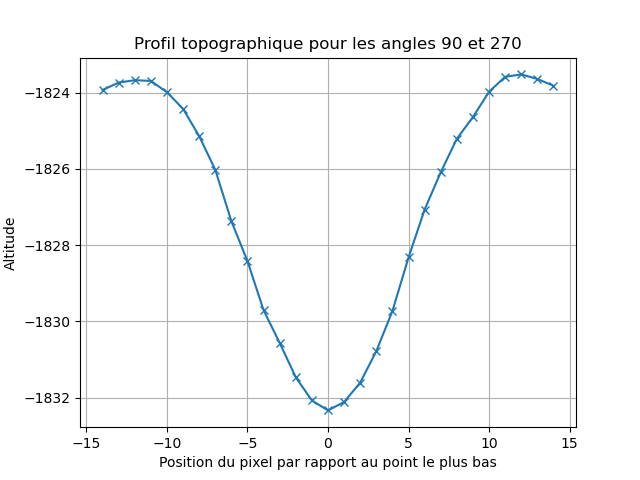 Profil topographique pour les angles 90 et 270
Altitude
−1824
−1826
−1828
−1830
−1832
−15 −10 −5 0 5 10 15
Position du pixel par rapport au point le plus bas